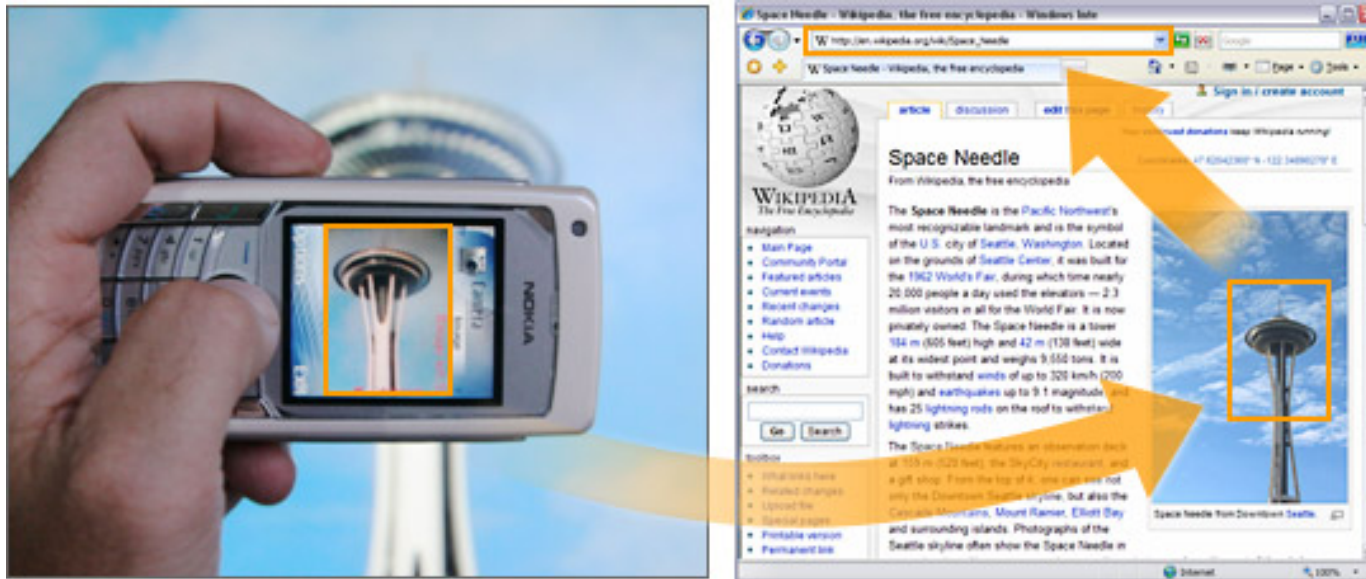 NOKIA
Options
Exit
Image
Space Needle - Wikipedia, the free encyclopedia - Windows Inte
http://en.wikipedia.org/wiki/Space_Needle
Google
Space Needle - Wikipedia, the free encyclopedia
Page
Tools
Sign in / create account
article
discussion
edit this page
WIKIPEDIA
The Free Encyclopedia
Space Needle
From Wikipedia, the free encyclopedia
navigation
Main Page
Community Portal
Featured articles
Current events
Recent changes
Random article
Help
Contact Wikipedia
Donations
search
Go
Search
toolbox
What links here
Related changes
Upload file
Special pages
Printable version
Permanent link
The Space Needle is the Pacific Northwest's
most recognizable landmark and is the symbol
of the U.S. city of Seattle, Washington. Located
on the grounds of Seattle Center, it was built for
the 1962 World's Fair, during which time nearly
20,000 people a day used the elevators — 2.3
million visitors in all for the World Fair. It is now
privately owned. The Space Needle is a tower
184 m (605 feet) high and 42 m (138 feet) wide
at its widest point and weighs 9,550 tons. It is
built to withstand winds of up to 320 km/h (200
mph) and earthquakes up to 9.1 magnitude, and
has 25 lightning rods on the roof to withstand
lightning strikes.
The Space Needle features an observation deck
at 159 m (520 feet), the SkyCity restaurant, and
a gift shop. From the top of it, one can see not
only the Downtown Seattle skyline, but also the
Cascade Mountains, Mount Rainier, Elliott Bay
and surrounding islands. Photographs of the
Seattle skyline often show the Space Needle in
Space Needle from Downtown Seattle.
Internet
100%